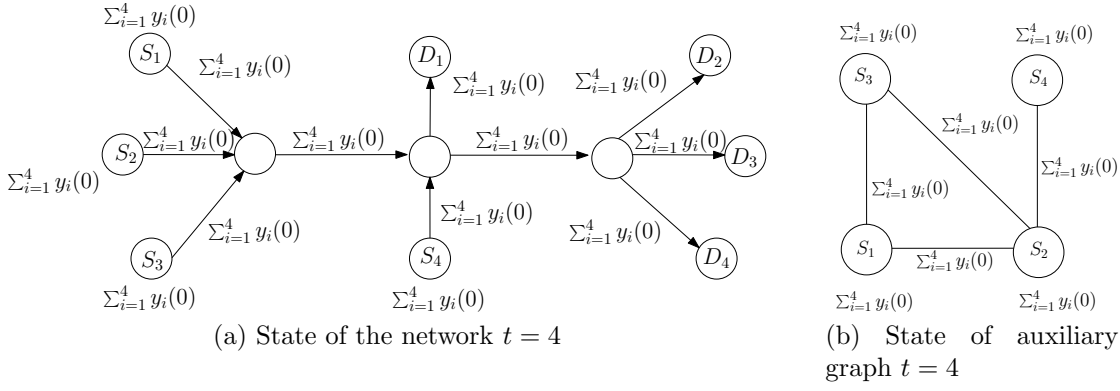 ∑⁴ᵢ₌₁ yᵢ(0)
S₁
∑⁴ᵢ₌₁ yᵢ(0)
D₁
∑⁴ᵢ₌₁ yᵢ(0)
∑⁴ᵢ₌₁ yᵢ(0)
D₂
S₂
∑⁴ᵢ₌₁ yᵢ(0)
∑⁴ᵢ₌₁ yᵢ(0)
∑⁴ᵢ₌₁ yᵢ(0)
∑⁴ᵢ₌₁ yᵢ(0)
D₃
∑⁴ᵢ₌₁ yᵢ(0)
∑⁴ᵢ₌₁ yᵢ(0)
∑⁴ᵢ₌₁ yᵢ(0)
∑⁴ᵢ₌₁ yᵢ(0)
S₃
S₄
D₄
∑⁴ᵢ₌₁ yᵢ(0)
∑⁴ᵢ₌₁ yᵢ(0)
(a) State of the network t = 4
∑⁴ᵢ₌₁ yᵢ(0)
∑⁴ᵢ₌₁ yᵢ(0)
S₃
S₄
∑⁴ᵢ₌₁ yᵢ(0)
∑⁴ᵢ₌₁ yᵢ(0)
∑⁴ᵢ₌₁ yᵢ(0)
S₁
S₂
∑⁴ᵢ₌₁ yᵢ(0)
∑⁴ᵢ₌₁ yᵢ(0)
∑⁴ᵢ₌₁ yᵢ(0)
(b) State of auxiliary
graph t = 4